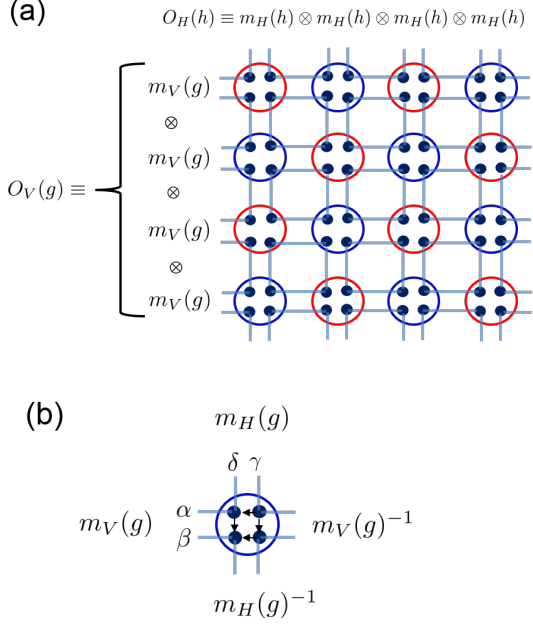 (a)
O_H(h) ≡ m_H(h) ⊗ m_H(h) ⊗ m_H(h) ⊗ m_H(h)
m_V(g)
⊗
m_V(g)
O_V(g) ≡
⊗
m_V(g)
⊗
m_V(g)
(b)
m_H(g)
δ γ
α
m_V(g) m_V(g)⁻¹
β
m_H(g)⁻¹